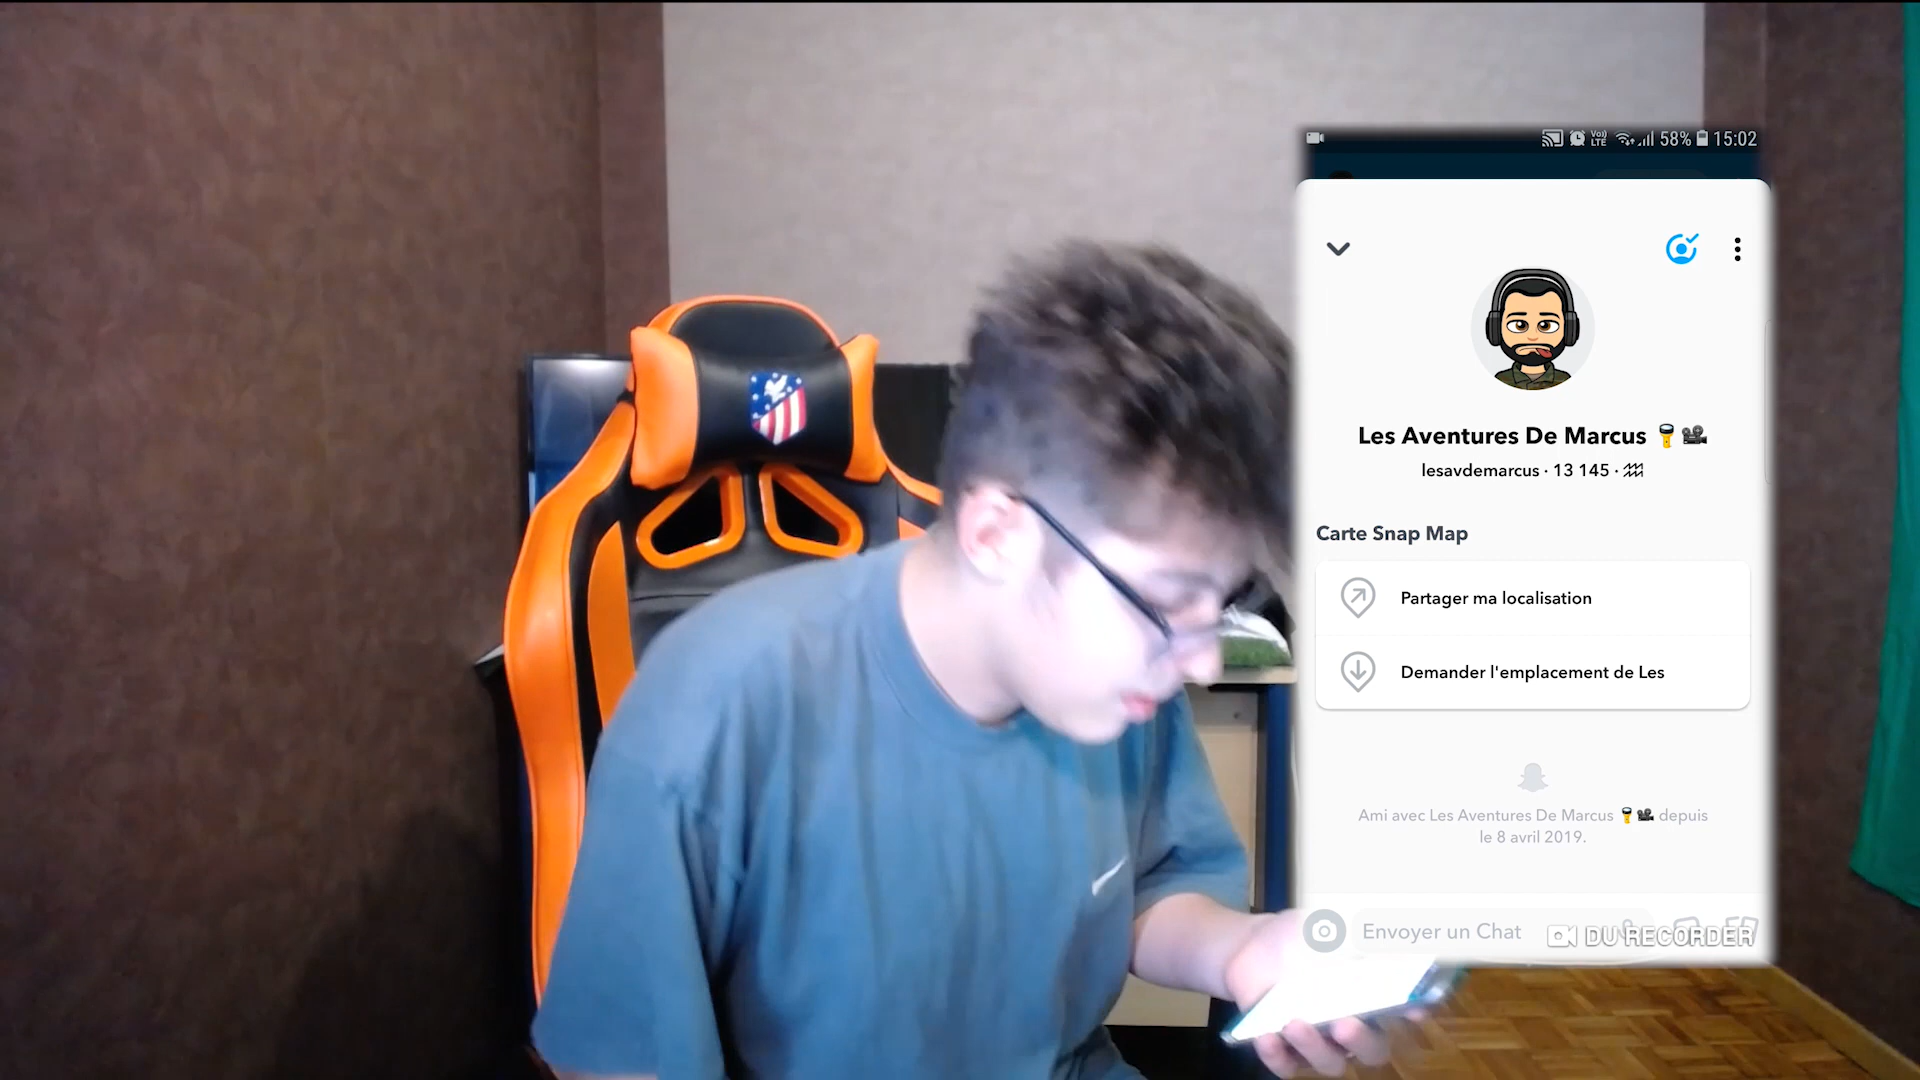 VoLTE 58% 15:02
Les Aventures De Marcus 🔦🎥
lesavdemarcus · 13 145 · ♒
Carte Snap Map
Partager ma localisation
Demander l'emplacement de Les
Ami avec Les Aventures De Marcus 🔦🎥 depuis
le 8 avril 2019.
Envoyer un Chat
DU RECORDER